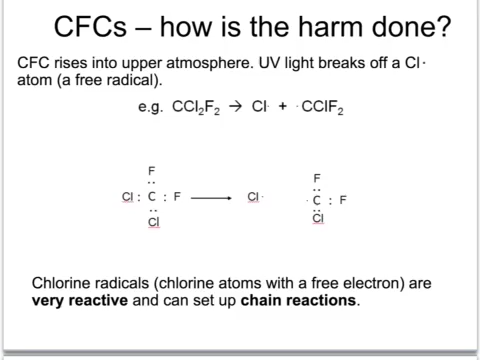 CFCs – how is the harm done?
CFC rises into upper atmosphere. UV light breaks off a Cl·
atom (a free radical).
e.g. CCl₂F₂ → Cl· + ·CClF₂
F
Cl : C : F ⟶ Cl ·
Cl
F
· C : F
Cl
Chlorine radicals (chlorine atoms with a free electron) are
very reactive and can set up chain reactions.